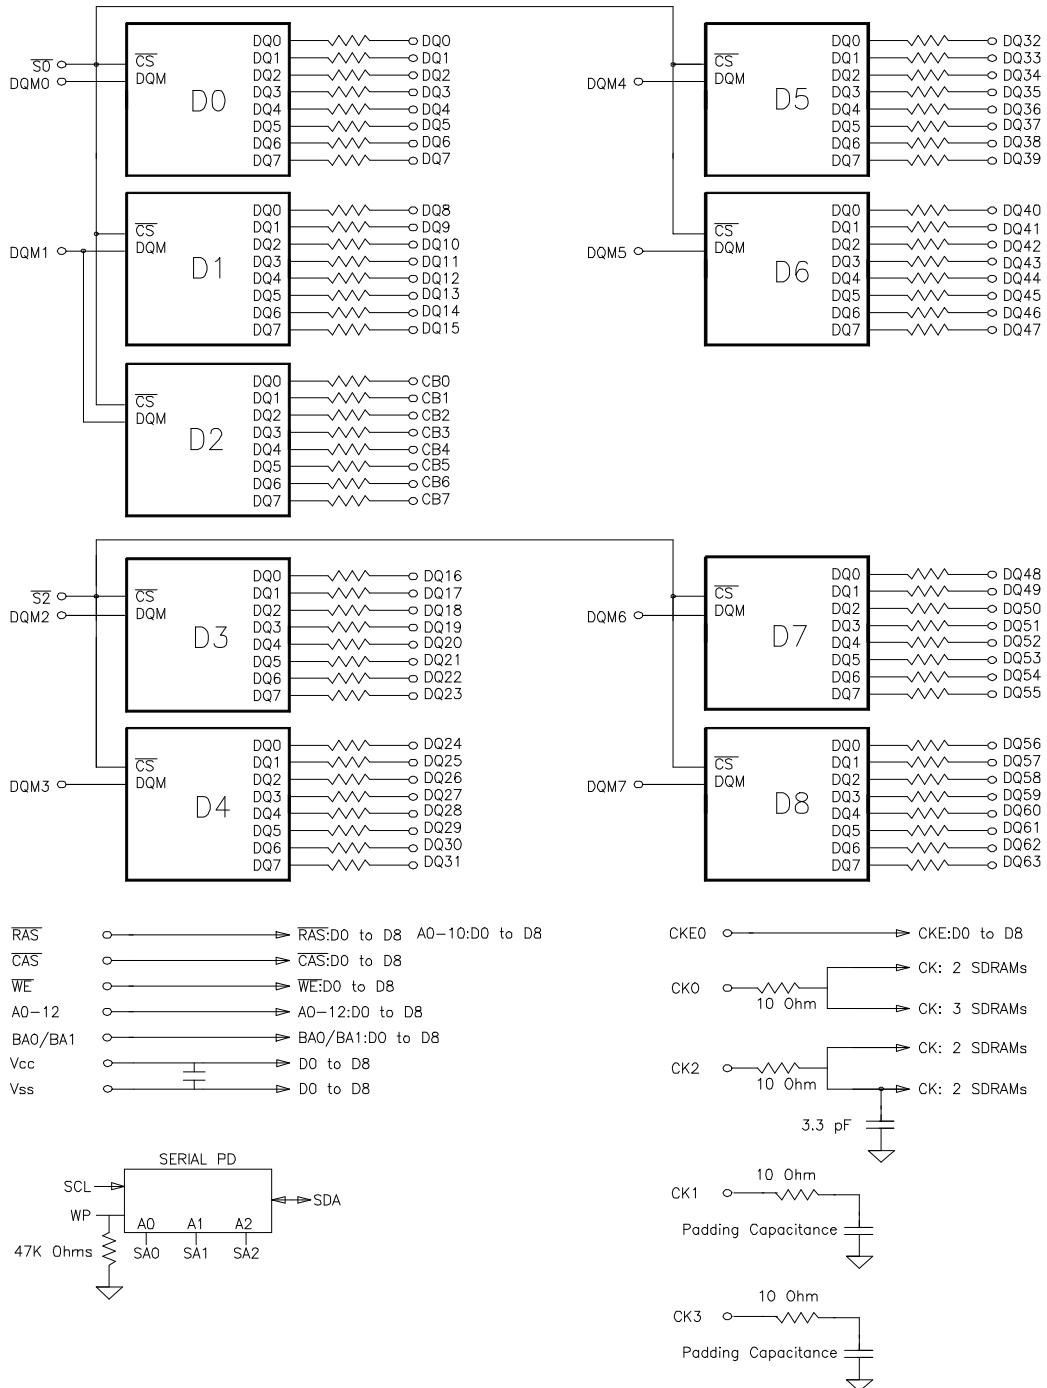 S0
DQM0
CS
DQM
D0
DQ0
DQ1
DQ2
DQ3
DQ4
DQ5
DQ6
DQ7
DQ0
DQ1
DQ2
DQ3
DQ4
DQ5
DQ6
DQ7
DQM1
CS
DQM
D1
DQ0
DQ1
DQ2
DQ3
DQ4
DQ5
DQ6
DQ7
DQ8
DQ9
DQ10
DQ11
DQ12
DQ13
DQ14
DQ15
CS
DQM
D2
DQ0
DQ1
DQ2
DQ3
DQ4
DQ5
DQ6
DQ7
CB0
CB1
CB2
CB3
CB4
CB5
CB6
CB7
DQM4
CS
DQM
D5
DQ0
DQ1
DQ2
DQ3
DQ4
DQ5
DQ6
DQ7
DQ32
DQ33
DQ34
DQ35
DQ36
DQ37
DQ38
DQ39
DQM5
CS
DQM
D6
DQ0
DQ1
DQ2
DQ3
DQ4
DQ5
DQ6
DQ7
DQ40
DQ41
DQ42
DQ43
DQ44
DQ45
DQ46
DQ47
S2
DQM2
CS
DQM
D3
DQ0
DQ1
DQ2
DQ3
DQ4
DQ5
DQ6
DQ7
DQ16
DQ17
DQ18
DQ19
DQ20
DQ21
DQ22
DQ23
DQM3
CS
DQM
D4
DQ0
DQ1
DQ2
DQ3
DQ4
DQ5
DQ6
DQ7
DQ24
DQ25
DQ26
DQ27
DQ28
DQ29
DQ30
DQ31
DQM6
CS
DQM
D7
DQ0
DQ1
DQ2
DQ3
DQ4
DQ5
DQ6
DQ7
DQ48
DQ49
DQ50
DQ51
DQ52
DQ53
DQ54
DQ55
DQM7
CS
DQM
D8
DQ0
DQ1
DQ2
DQ3
DQ4
DQ5
DQ6
DQ7
DQ56
DQ57
DQ58
DQ59
DQ60
DQ61
DQ62
DQ63
RAS RAS:D0 to D8 A0-10:D0 to D8
CAS CAS:D0 to D8
WE WE:D0 to D8
A0-12 A0-12:D0 to D8
BA0/BA1 BA0/BA1:D0 to D8
Vcc D0 to D8
Vss D0 to D8
SERIAL PD
SCL
WP
SDA
A0 A1 A2
SA0 SA1 SA2
47K Ohms
CKE0 CKE:D0 to D8
CK: 2 SDRAMs
CK0
10 Ohm
CK: 3 SDRAMs
CK: 2 SDRAMs
CK2
10 Ohm
CK: 2 SDRAMs
3.3 pF
10 Ohm
CK1
Padding Capacitance
10 Ohm
CK3
Padding Capacitance